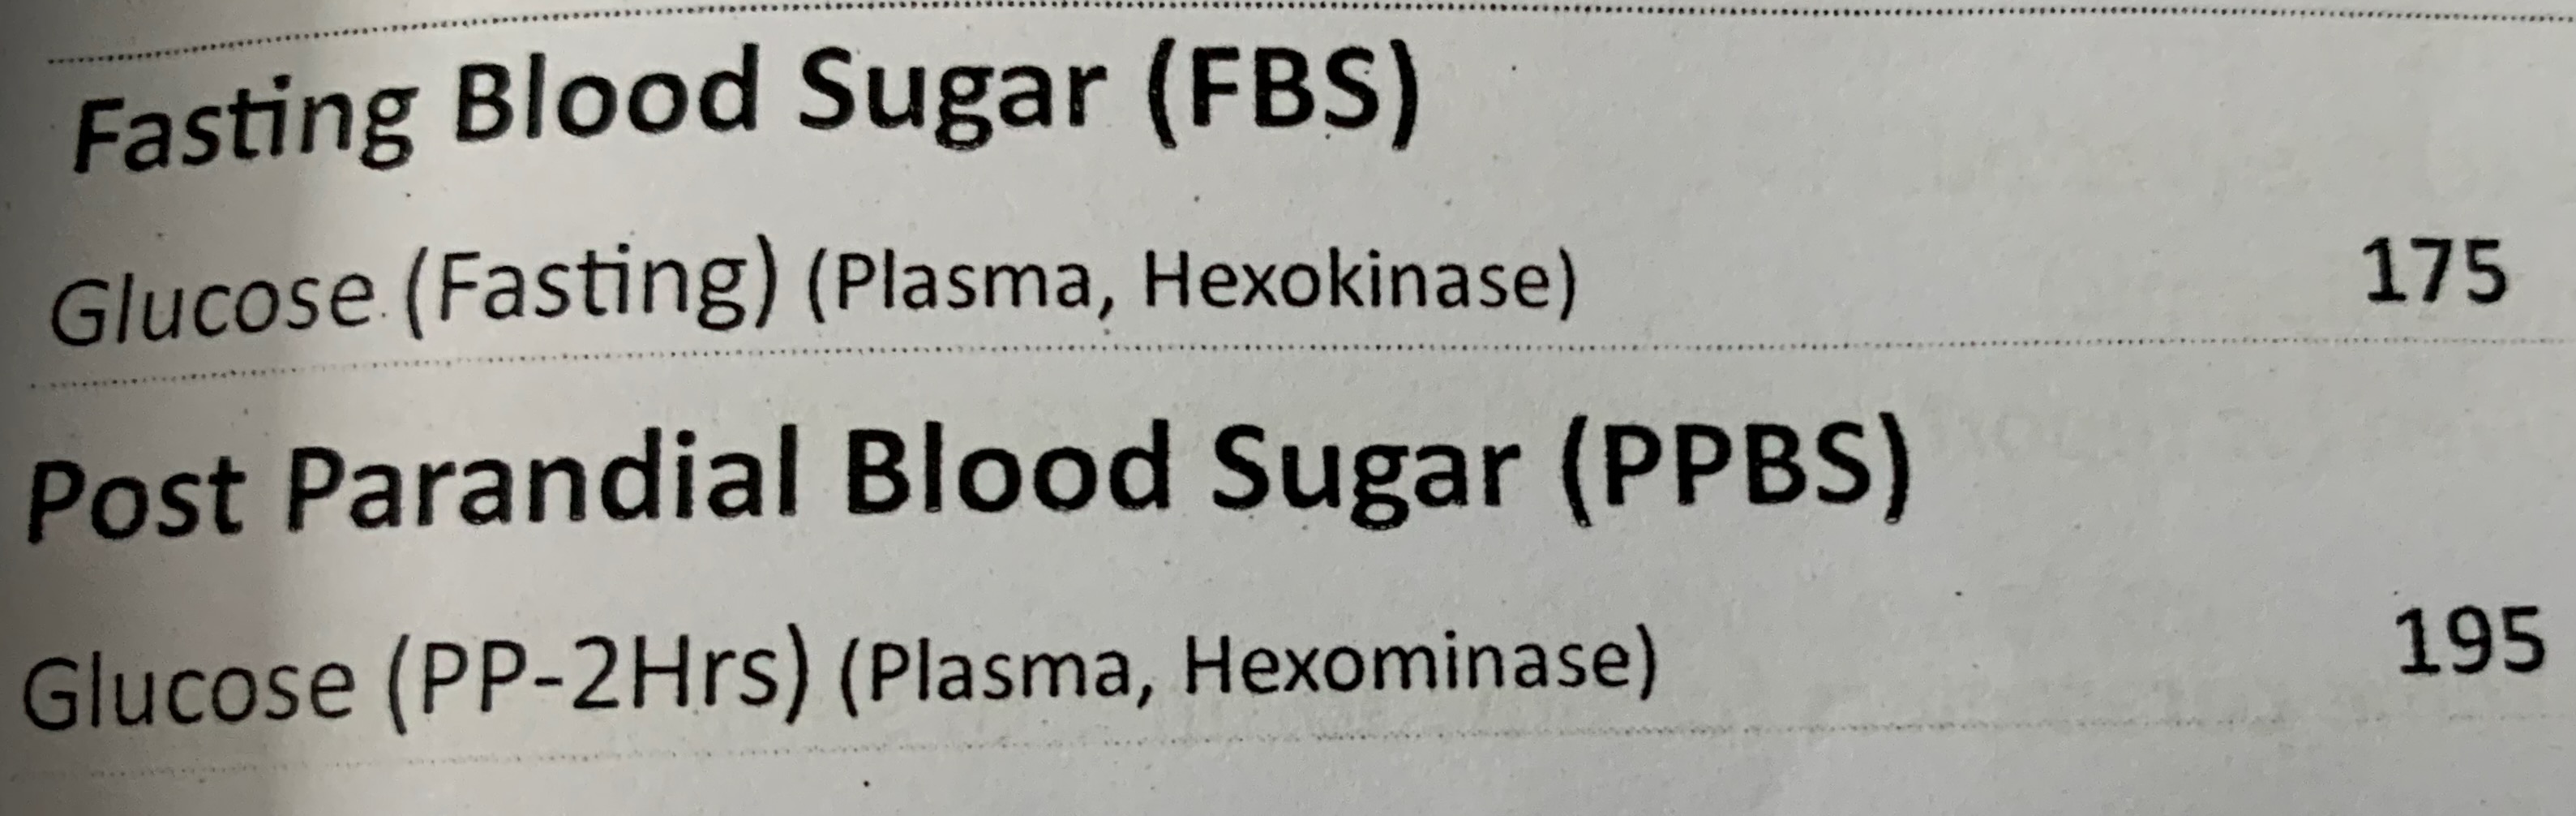 Fasting Blood Sugar (FBS)
Glucose (Fasting) (Plasma, Hexokinase) 175
Post Parandial Blood Sugar (PPBS)
Glucose (PP-2Hrs) (Plasma, Hexominase) 195